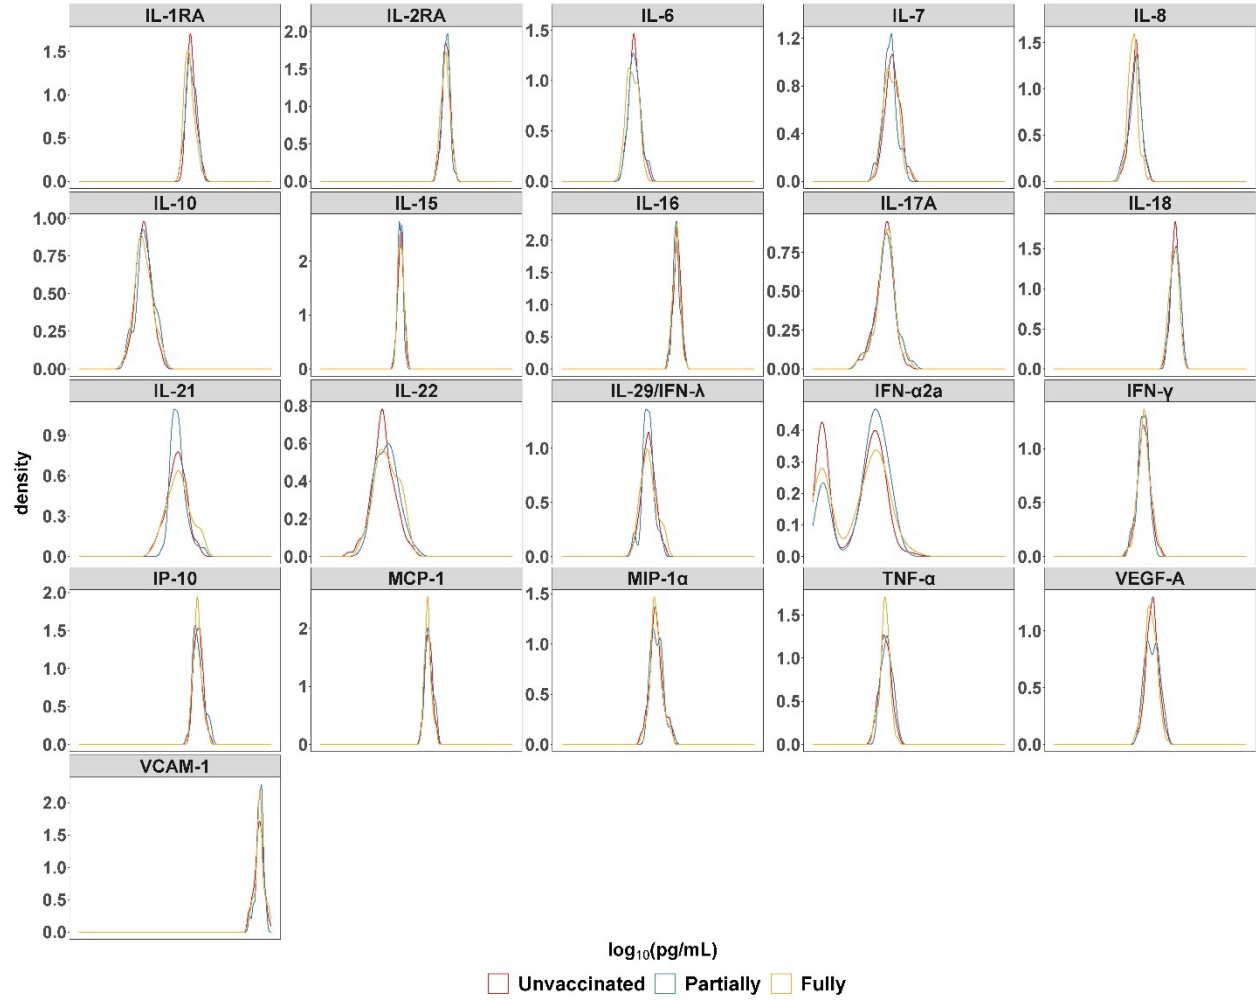 IL-1RA IL-2RA IL-6 IL-7 IL-8
1.5 1.0 0.5 0.0
2.0 1.5 1.0 0.5 0.0
1.5 1.0 0.5 0.0
1.2 0.8 0.4 0.0
1.5 1.0 0.5 0.0
IL-10 IL-15 IL-16 IL-17A IL-18
1.00 0.75 0.50 0.25 0.00
2 1 0
2.0 1.5 1.0 0.5 0.0
0.75 0.50 0.25 0.00
1.5 1.0 0.5 0.0
IL-21 IL-22 IL-29/IFN-λ IFN-α2a IFN-γ
0.9 0.6 0.3 0.0
0.8 0.6 0.4 0.2 0.0
1.0 0.5 0.0
0.4 0.3 0.2 0.1 0.0
1.0 0.5 0.0
density
IP-10 MCP-1 MIP-1α TNF-α VEGF-A
2.0 1.5 1.0 0.5 0.0
2 1 0
1.5 1.0 0.5 0.0
1.5 1.0 0.5 0.0
1.0 0.5 0.0
VCAM-1
2.0 1.5 1.0 0.5 0.0
log₁₀(pg/mL)
Unvaccinated Partially Fully